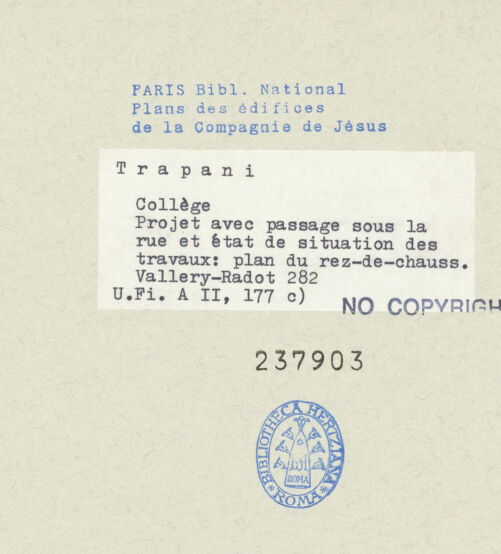 PARIS Bibl. National
Plans des édifices
de la Compagnie de Jésus
Trapani
Collège
Projet avec passage sous la
rue et état de situation des
travaux: plan du rez-de-chauss.
Vallery-Radot 282
U.Fi. A II, 177 c)
NO COPYRIGH
237903
BIBLIOTHECA HERTZIANA
ROMA
*ROMA*